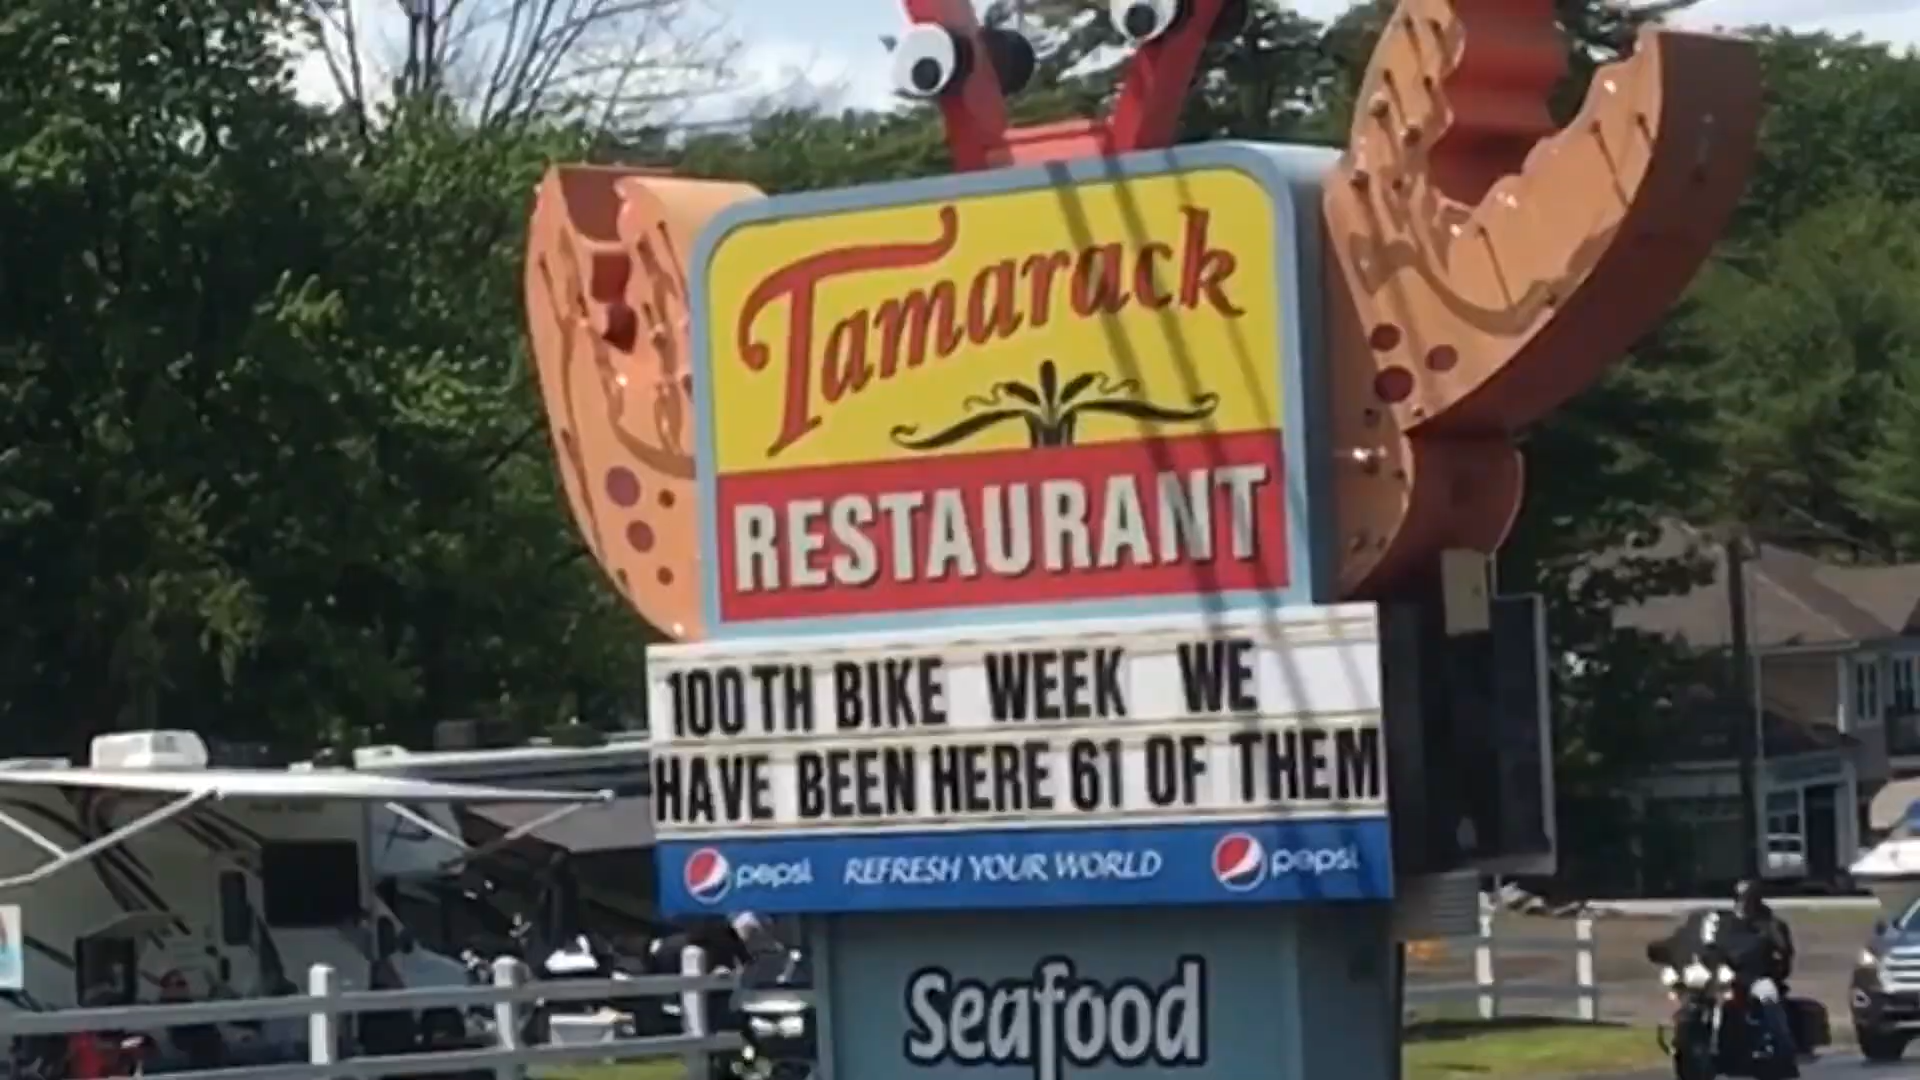 Tamarack
RESTAURANT
100TH BIKE WEEK WE
HAVE BEEN HERE 61 OF THEM
pepsi REFRESH YOUR WORLD pepsi
Seafood